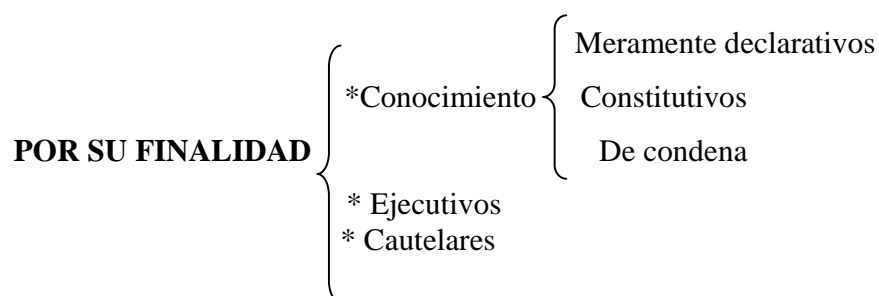 Meramente declarativos
*Conocimiento
Constitutivos
POR SU FINALIDAD
De condena
* Ejecutivos
* Cautelares